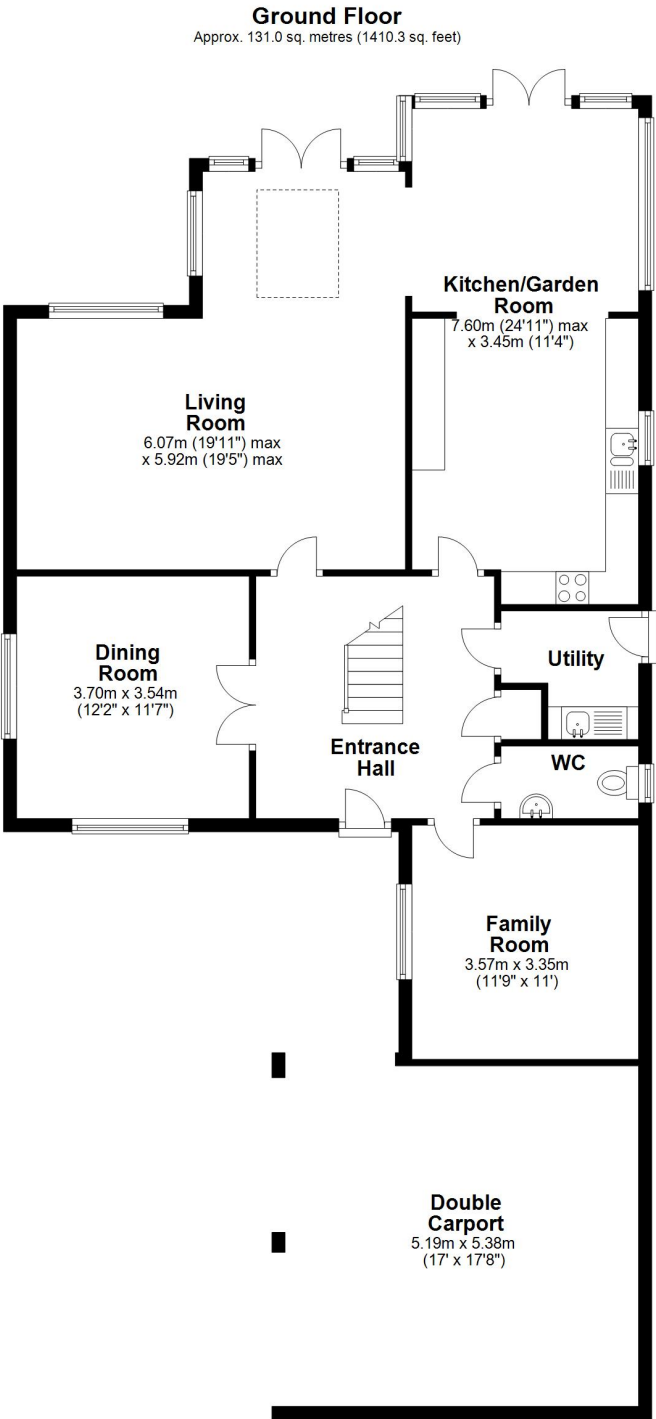 Ground Floor
Approx. 131.0 sq. metres (1410.3 sq. feet)
Kitchen/Garden
Room
7.60m (24'11") max
x 3.45m (11'4")
Living
Room
6.07m (19'11") max
x 5.92m (19'5") max
Dining
Room
3.70m x 3.54m
(12'2" x 11'7")
Utility
Entrance
Hall
WC
Family
Room
3.57m x 3.35m
(11'9" x 11')
Double
Carport
5.19m x 5.38m
(17' x 17'8")